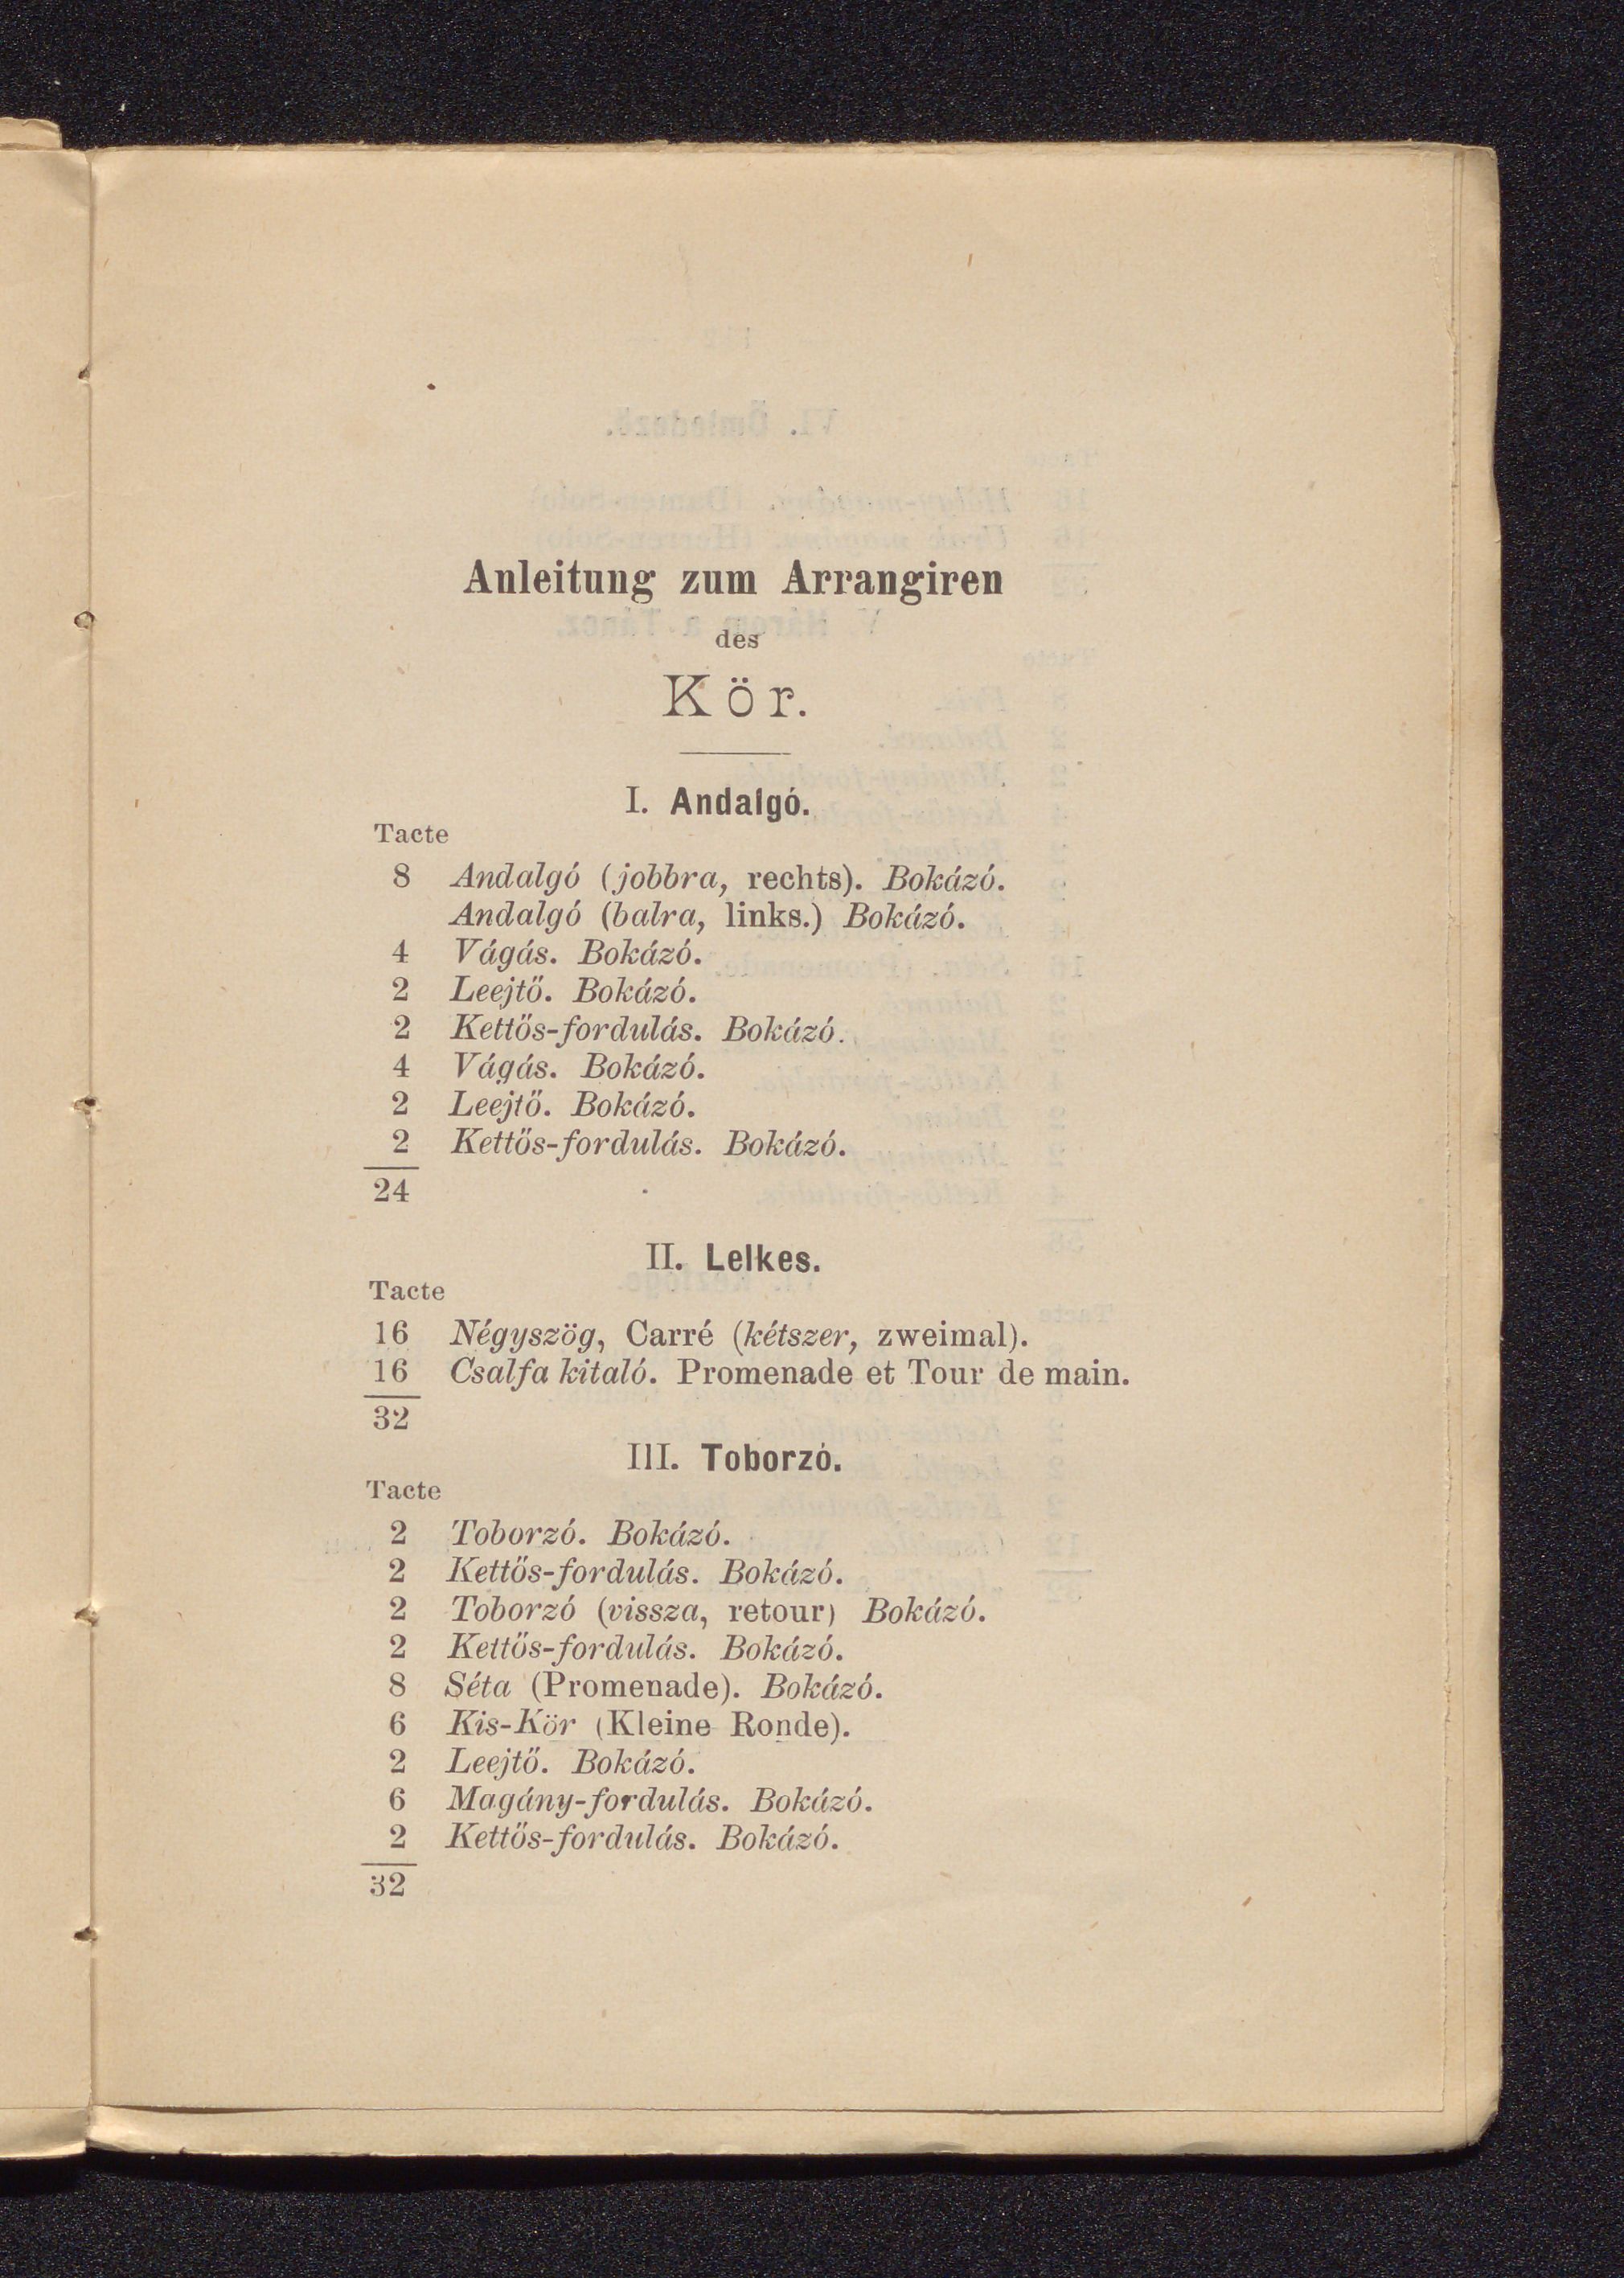 Anleitung zum Arrangiren
des
Kör.
I. Andalgó.
Tacte
8 Andalgó (jobbra, rechts). Bokázó.
Andalgó (balra, links.) Bokázó.
4 Vágás. Bokázó.
2 Leejtő. Bokázó.
2 Kettős-fordulás. Bokázó.
4 Vágás. Bokázó.
2 Leejtő. Bokázó.
2 Kettős-fordulás. Bokázó.
24
II. Lelkes.
Tacte
16 Négyszög, Carré (kétszer, zweimal).
16 Csalfa kitaló. Promenade et Tour de main.
32
III. Toborzó.
Tacte
2 Toborzó. Bokázó.
2 Kettős-fordulás. Bokázó.
2 Toborzó (vissza, retour) Bokázó.
2 Kettős-fordulás. Bokázó.
8 Séta (Promenade). Bokázó.
6 Kis-Kör (Kleine Ronde).
2 Leejtő. Bokázó.
6 Magány-fordulás. Bokázó.
2 Kettős-fordulás. Bokázó.
32